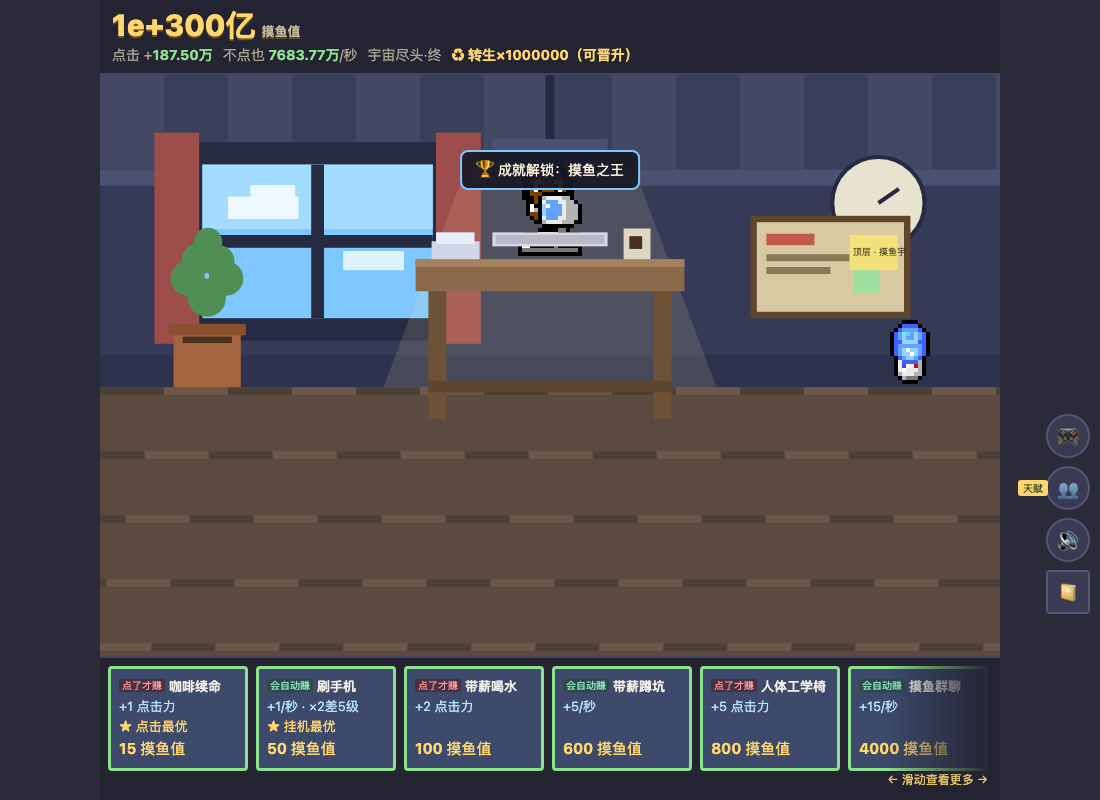 1e+300亿 摸鱼值
点击 +187.50万 不点也 7683.77万/秒 宇宙尽头·终 ♻ 转生×1000000（可晋升）
🏆 成就解锁：摸鱼之王
顶层 · 摸鱼宇
天赋
点了才赚 咖啡续命
+1 点击力
⭐ 点击最优
15 摸鱼值
会自动赚 刷手机
+1/秒 · ×2差5级
⭐ 挂机最优
50 摸鱼值
点了才赚 带薪喝水
+2 点击力
100 摸鱼值
会自动赚 带薪蹲坑
+5/秒
600 摸鱼值
点了才赚 人体工学椅
+5 点击力
800 摸鱼值
会自动赚 摸鱼群聊
+15/秒
4000 摸鱼值
← 滑动查看更多 →